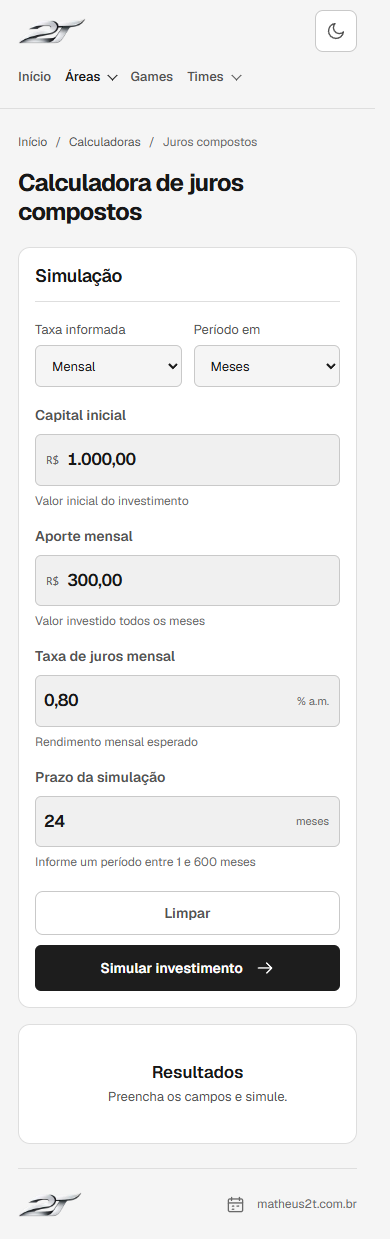 2T
Início Áreas Games Times
Início / Calculadoras / Juros compostos
Calculadora de juros
compostos
Simulação
Taxa informada Período em
Mensal Meses
Capital inicial
R$ 1.000,00
Valor inicial do investimento
Aporte mensal
R$ 300,00
Valor investido todos os meses
Taxa de juros mensal
0,80 % a.m.
Rendimento mensal esperado
Prazo da simulação
24 meses
Informe um período entre 1 e 600 meses
Limpar
Simular investimento →
Resultados
Preencha os campos e simule.
2T matheus2t.com.br